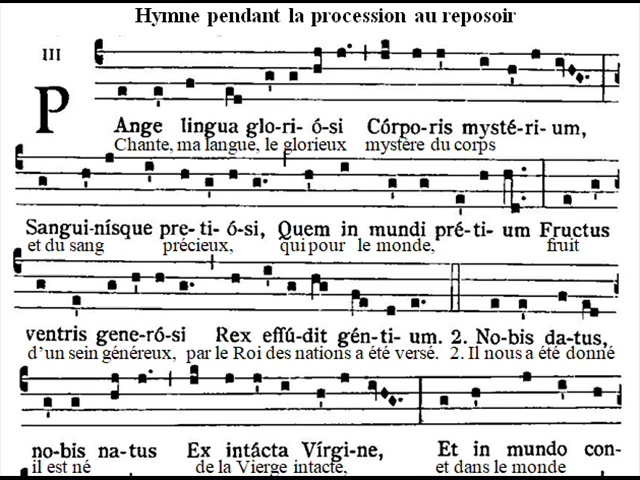 Hymne pendant la procession au reposoir
III
PAnge lingua glo-ri- ó-si Córpo-ris mysté-ri- um,
Chante, ma langue, le glorieux mystère du corps
Sangui-nísque pre-ti- ó-si, Quem in mundi pré-ti- um Fructus
et du sang précieux, qui pour le monde, fruit
ventris gene-ró-si Rex effú-dit gén-ti- um. 2. No-bis da-tus,
d'un sein généreux, par le Roi des nations a été versé. 2. Il nous a été donné
no-bis na-tus Ex intácta Vírgi-ne, Et in mundo con-
il est né de la Vierge intacte, et dans le monde